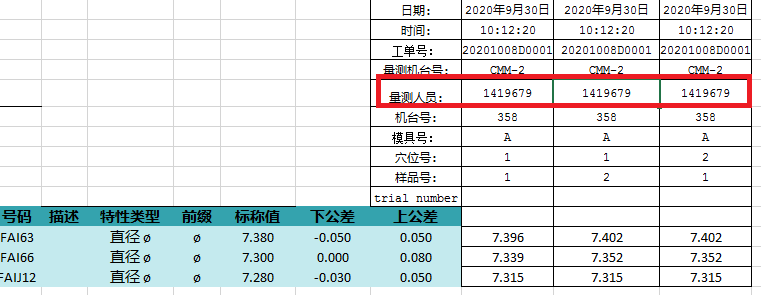 日期: 2020年9月30日 2020年9月30日 2020年9月30日
时间: 10:12:20 10:12:20 10:12:20
工单号: 20201008D0001 20201008D0001 20201008D0001
量测机台号: CMM-2 CMM-2 CMM-2
量测人员: 1419679 1419679 1419679
机台号: 358 358 358
模具号: A A A
穴位号: 1 1 2
样品号: 1 2 1
trial number
号码 描述 特性类型 前缀 标称值 下公差 上公差
FAI63 直径ø ø 7.380 -0.050 0.050 7.396 7.402 7.402
FAI66 直径ø ø 7.300 0.000 0.080 7.339 7.352 7.352
FAIJ12 直径ø ø 7.280 -0.030 0.050 7.315 7.315 7.315